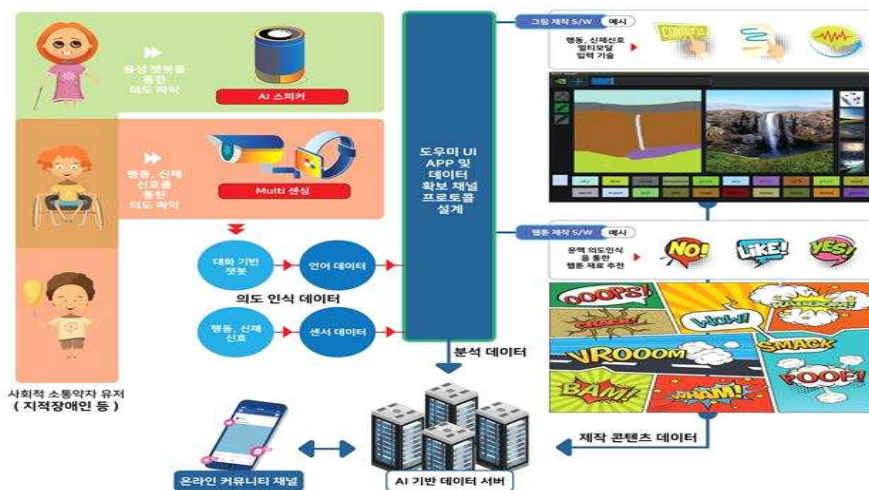 음성 챗봇를
통한
의도 파악
AI 스피커
행동, 신체
신호를
통한
의도 파악
Multi 센싱
대화 기반
챗봇
언어 데이터
의도 인식 데이터
행동, 신체
신호
센서 데이터
사회적 소통약자 유저
( 지적장애인 등 )
도우미 UI
APP 및
데이터
확보 채널
프로토콜
설계
분석 데이터
그림 제작 S/W
예시
행동, 신체신호
멀티모달
입력 기술
웹툰 제작 S/W
예시
문맥 의도인식
을 통한
웹툰 재료 추천
NO!
LiKE!
YES!
OOOPS!
CRASH!
WOW!
VROOOM
SMACK
POOF!
BAM!
WHAM!
제작 콘텐츠 데이터
온라인 커뮤니티 채널
AI 기반 데이터 서버